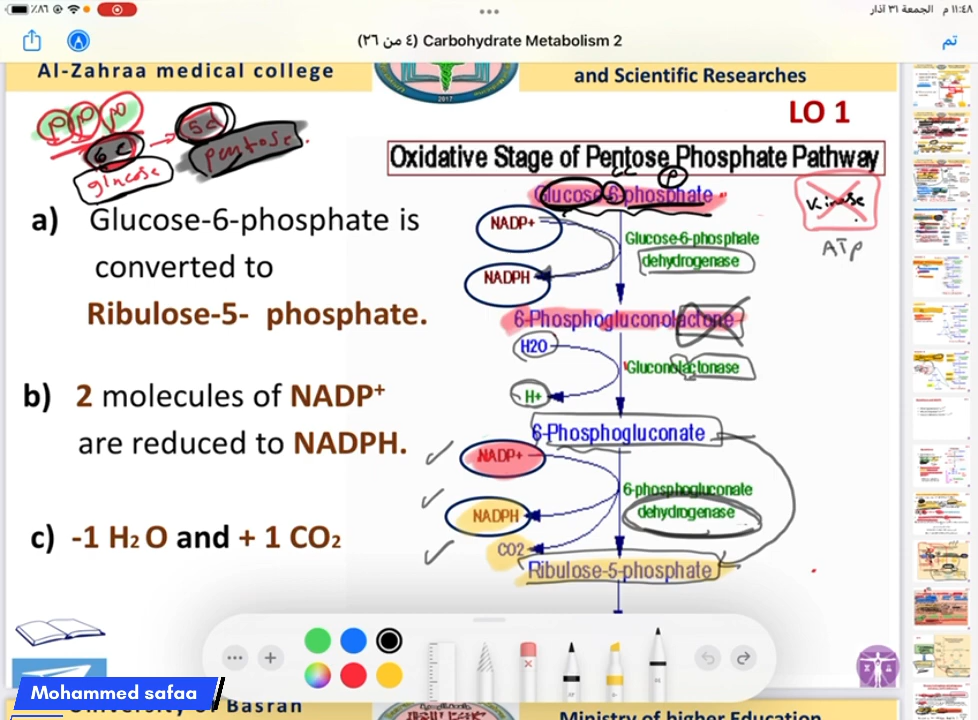 ١١:٤٨ م الجمعة ٣١ آذار
٪٨٦
Carbohydrate Metabolism 2 (٤ من ٢٦)
تم
Al-Zahraa medical college
and Scientific Researches
2017
LO 1
PPP
6c → 5c
glucose
pentose.
Oxidative Stage of Pentose Phosphate Pathway
P
Glucose-6-phosphate
Kinase
ATP
a) Glucose-6-phosphate is
converted to
Ribulose-5- phosphate.
b) 2 molecules of NADP+
are reduced to NADPH.
c) -1 H2 O and + 1 CO2
NADP+
Glucose-6-phosphate
dehydrogenase
NADPH
6-Phosphogluconolactone
H2O
Gluconolactonase
H+
6-Phosphogluconate
NADP+
6-phosphogluconate
dehydrogenase
NADPH
CO2
Ribulose-5-phosphate
Mohammed safaa
University of Basran
Ministry of higher Education